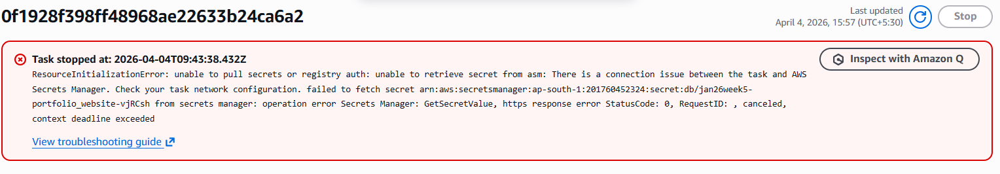 0f1928f398ff48968ae22633b24ca6a2
Last updated
April 4, 2026, 15:57 (UTC+5:30)
Stop
Task stopped at: 2026-04-04T09:43:38.432Z
Inspect with Amazon Q
ResourceInitializationError: unable to pull secrets or registry auth: unable to retrieve secret from asm: There is a connection issue between the task and AWS
Secrets Manager. Check your task network configuration. failed to fetch secret arn:aws:secretsmanager:ap-south-1:201760452324:secret:db/jan26week5-
portfolio_website-vjRCsh from secrets manager: operation error Secrets Manager: GetSecretValue, https response error StatusCode: 0, RequestID: , canceled,
context deadline exceeded
View troubleshooting guide